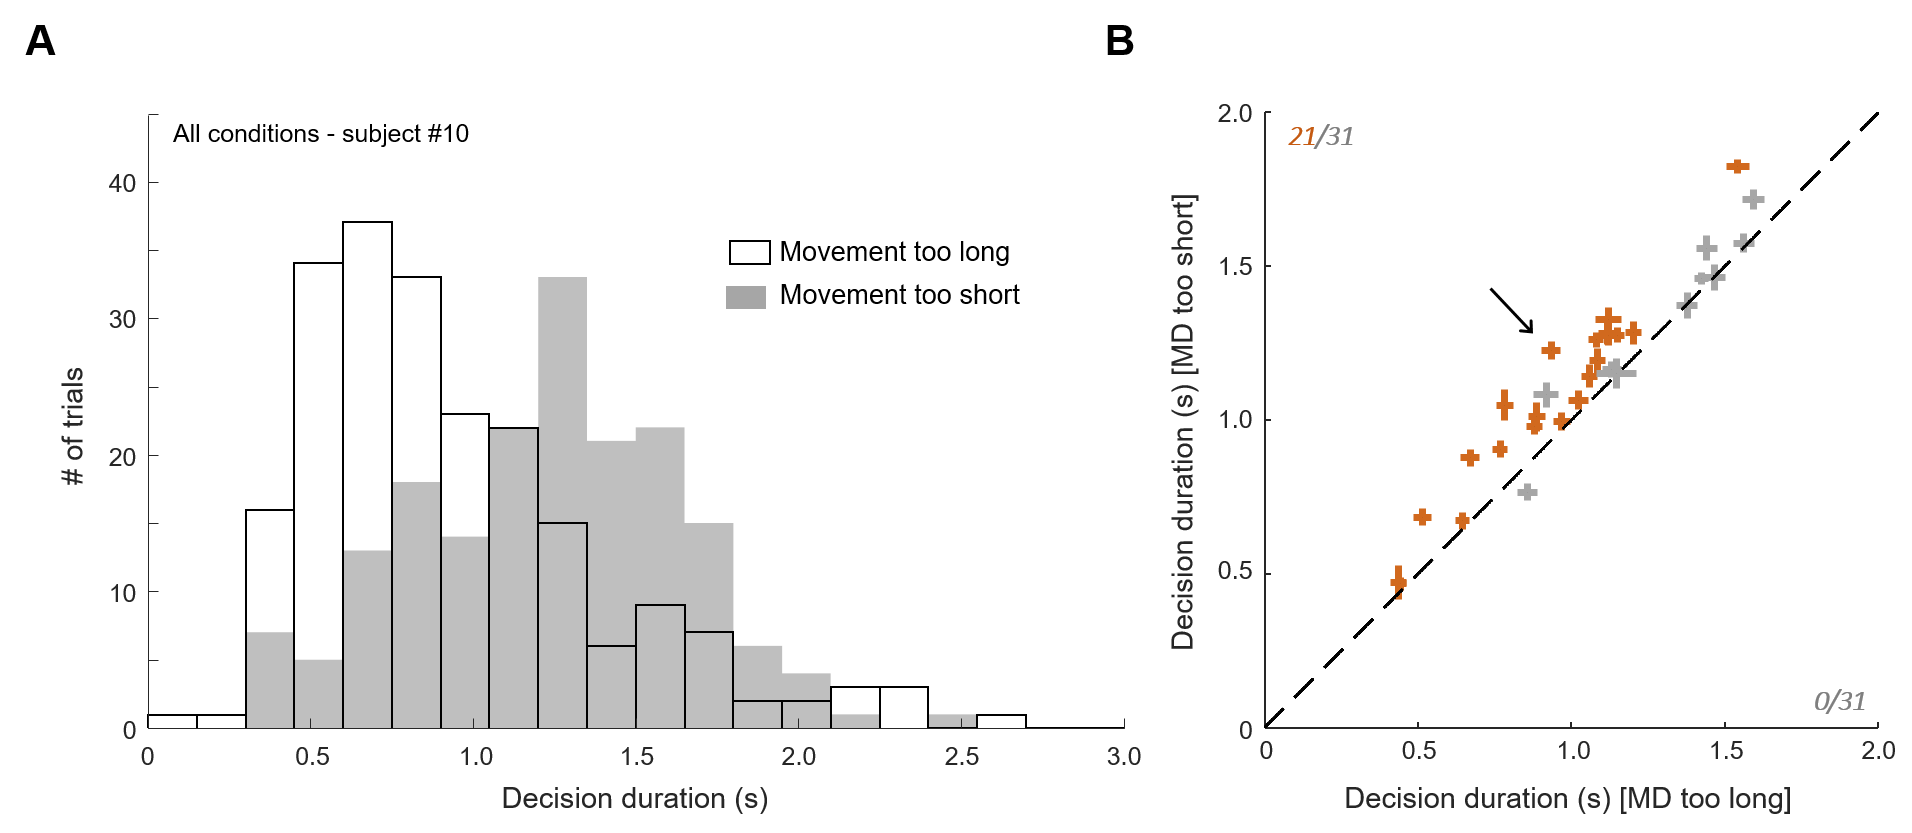 A
All conditions - subject #10
Movement too long
Movement too short
# of trials
40
30
20
10
0
0 0.5 1.0 1.5 2.0 2.5 3.0
Decision duration (s)
B
21/31
0/31
Decision duration (s) [MD too short]
2.0
1.5
1.0
0.5
0
0 0.5 1.0 1.5 2.0
Decision duration (s) [MD too long]